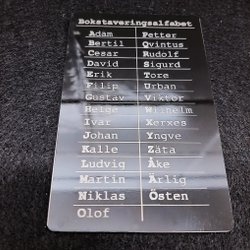 Bokstaveringsalfabet
Adam Petter
Bertil Qvintus
Cesar Rudolf
David Sigurd
Erik Tore
Filip Urban
Gustav Viktor
Helge Wilhelm
Ivar Xerxes
Johan Yngve
Kalle Zäta
Ludvig Åke
Martin Ärlig
Niklas Östen
Olof